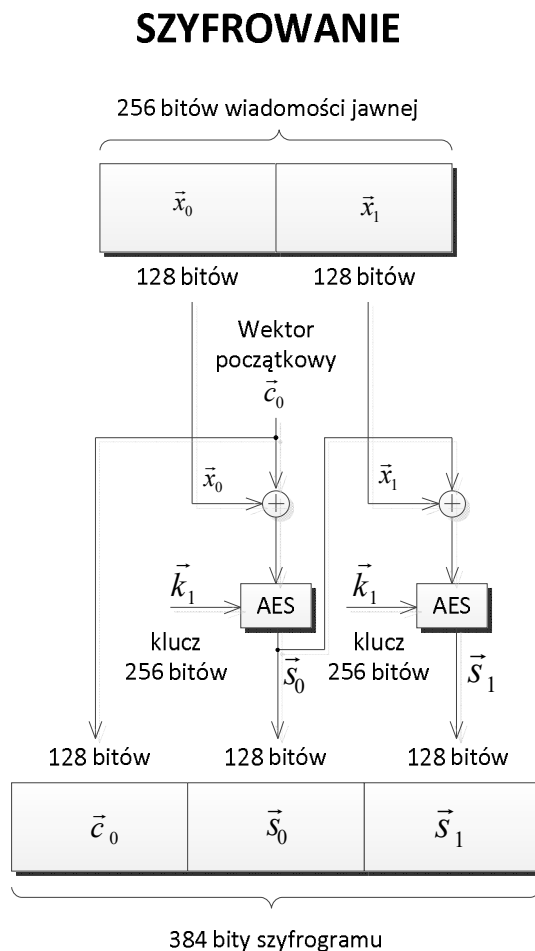 SZYFROWANIE
256 bitów wiadomości jawnej
x⃗₀ x⃗₁
128 bitów 128 bitów
Wektor
początkowy
c⃗₀
x⃗₀ x⃗₁
+ +
k⃗₁ AES k⃗₁ AES
klucz klucz
256 bitów s⃗₀ 256 bitów s⃗₁
128 bitów 128 bitów 128 bitów
c⃗₀ s⃗₀ s⃗₁
384 bity szyfrogramu